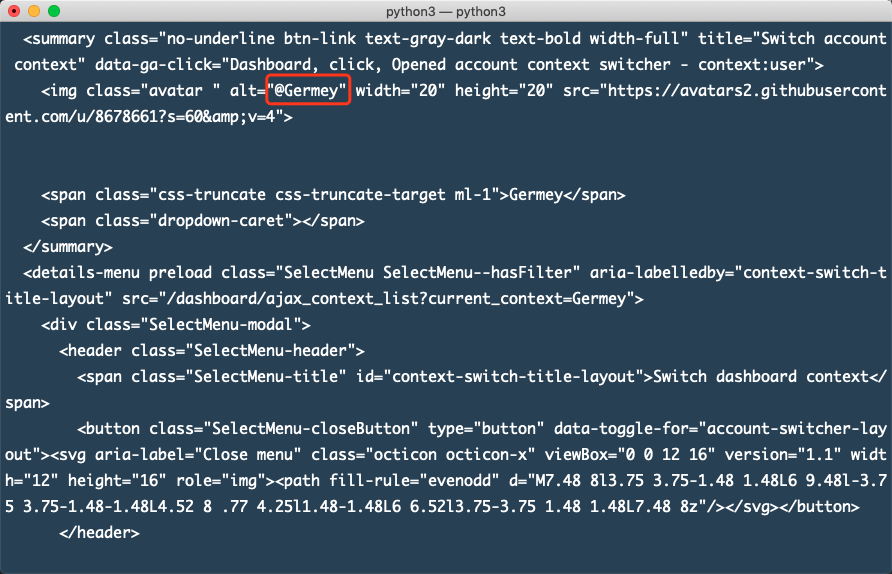 python3 — python3
<summary class="no-underline btn-link text-gray-dark text-bold width-full" title="Switch account
context" data-ga-click="Dashboard, click, Opened account context switcher - context:user">
<img class="avatar " alt="@Germey" width="20" height="20" src="https://avatars2.githubusercont
ent.com/u/8678661?s=60&amp;v=4">
<span class="css-truncate css-truncate-target ml-1">Germey</span>
<span class="dropdown-caret"></span>
</summary>
<details-menu preload class="SelectMenu SelectMenu--hasFilter" aria-labelledby="context-switch-t
itle-layout" src="/dashboard/ajax_context_list?current_context=Germey">
<div class="SelectMenu-modal">
<header class="SelectMenu-header">
<span class="SelectMenu-title" id="context-switch-title-layout">Switch dashboard context</
span>
<button class="SelectMenu-closeButton" type="button" data-toggle-for="account-switcher-lay
out"><svg aria-label="Close menu" class="octicon octicon-x" viewBox="0 0 12 16" version="1.1" widt
h="12" height="16" role="img"><path fill-rule="evenodd" d="M7.48 8l3.75 3.75-1.48 1.48L6 9.48l-3.7
5 3.75-1.48-1.48L4.52 8 .77 4.25l1.48-1.48L6 6.52l3.75-3.75 1.48 1.48L7.48 8z"/></svg></button>
</header>